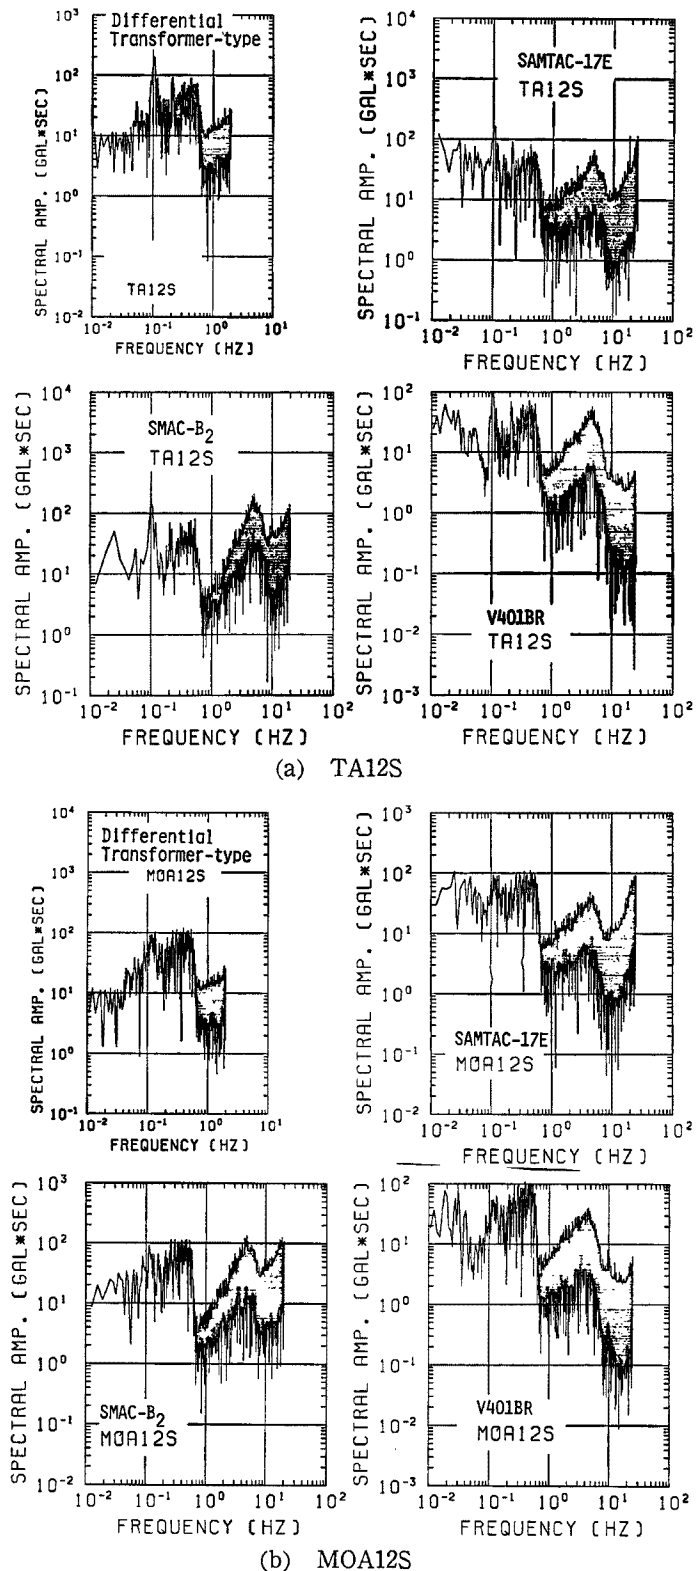 Differential
Transformer-type
SPECTRAL AMP. (GAL*SEC)
10³
10²
10¹
10⁰
10⁻¹
10⁻²
TA12S
10⁻² 10⁻¹ 10⁰ 10¹
FREQUENCY (HZ)
SAMTAC-17E
TA12S
SPECTRAL AMP. (GAL*SEC)
10⁴
10³
10²
10¹
10⁰
10⁻¹
10⁻² 10⁻¹ 10⁰ 10¹ 10²
FREQUENCY (HZ)
SMAC-B₂
TA12S
SPECTRAL AMP. (GAL*SEC)
10⁴
10³
10²
10¹
10⁰
10⁻¹
10⁻² 10⁻¹ 10⁰ 10¹ 10²
FREQUENCY (HZ)
SPECTRAL AMP. (GAL*SEC)
10²
10¹
10⁰
10⁻¹
10⁻²
10⁻³
V401BR
TA12S
10⁻² 10⁻¹ 10⁰ 10¹ 10²
FREQUENCY (HZ)
(a) TA12S
Differential
Transformer-type
MOA12S
SPECTRAL AMP. (GAL*SEC)
10⁴
10³
10²
10¹
10⁰
10⁻¹
10⁻² 10⁻¹ 10⁰ 10¹
FREQUENCY (HZ)
SPECTRAL AMP. (GAL*SEC)
10³
10²
10¹
10⁰
10⁻¹
10⁻²
SAMTAC-17E
MOA12S
10⁻² 10⁻¹ 10⁰ 10¹ 10²
FREQUENCY (HZ)
SPECTRAL AMP. (GAL*SEC)
10³
10²
10¹
10⁰
10⁻¹
10⁻²
SMAC-B₂
MOA12S
10⁻² 10⁻¹ 10⁰ 10¹ 10²
FREQUENCY (HZ)
SPECTRAL AMP. (GAL*SEC)
10²
10¹
10⁰
10⁻¹
10⁻²
10⁻³
V401BR
MOA12S
10⁻² 10⁻¹ 10⁰ 10¹ 10²
FREQUENCY (HZ)
(b) MOA12S